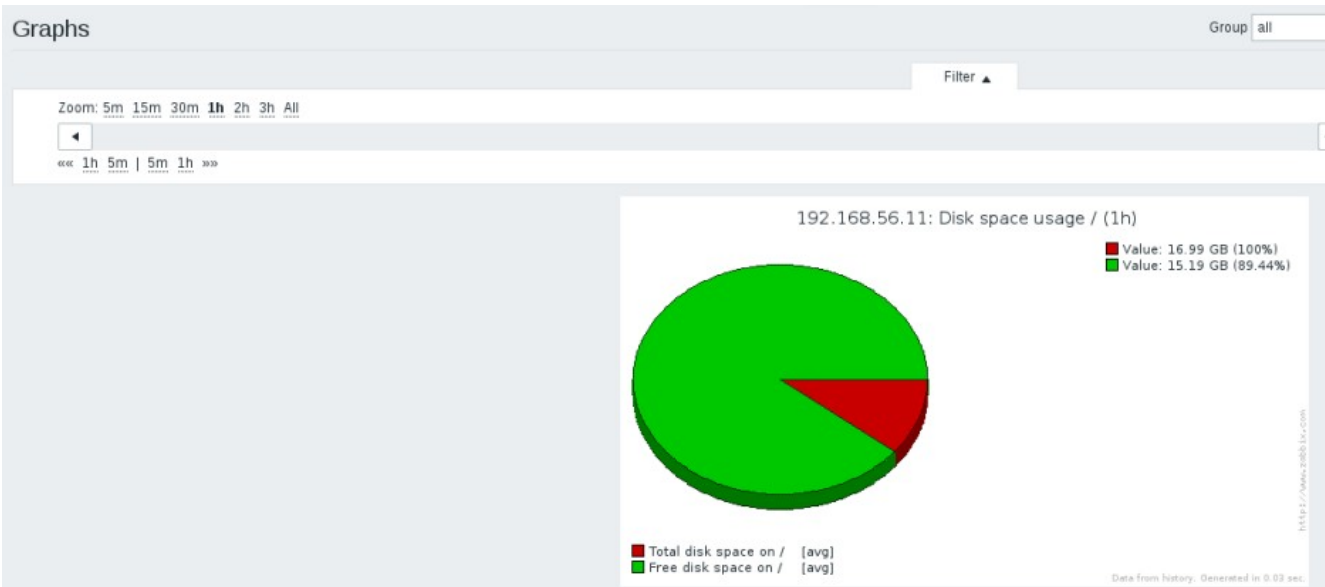 Graphs
Group all
Filter ▲
Zoom: 5m 15m 30m 1h 2h 3h All
◄
«« 1h 5m | 5m 1h »»
192.168.56.11: Disk space usage / (1h)
Value: 16.99 GB (100%)
Value: 15.19 GB (89.44%)
http://www.zabbix.com
Total disk space on / [avg]
Free disk space on / [avg]
Data from history. Generated in 0.03 sec.